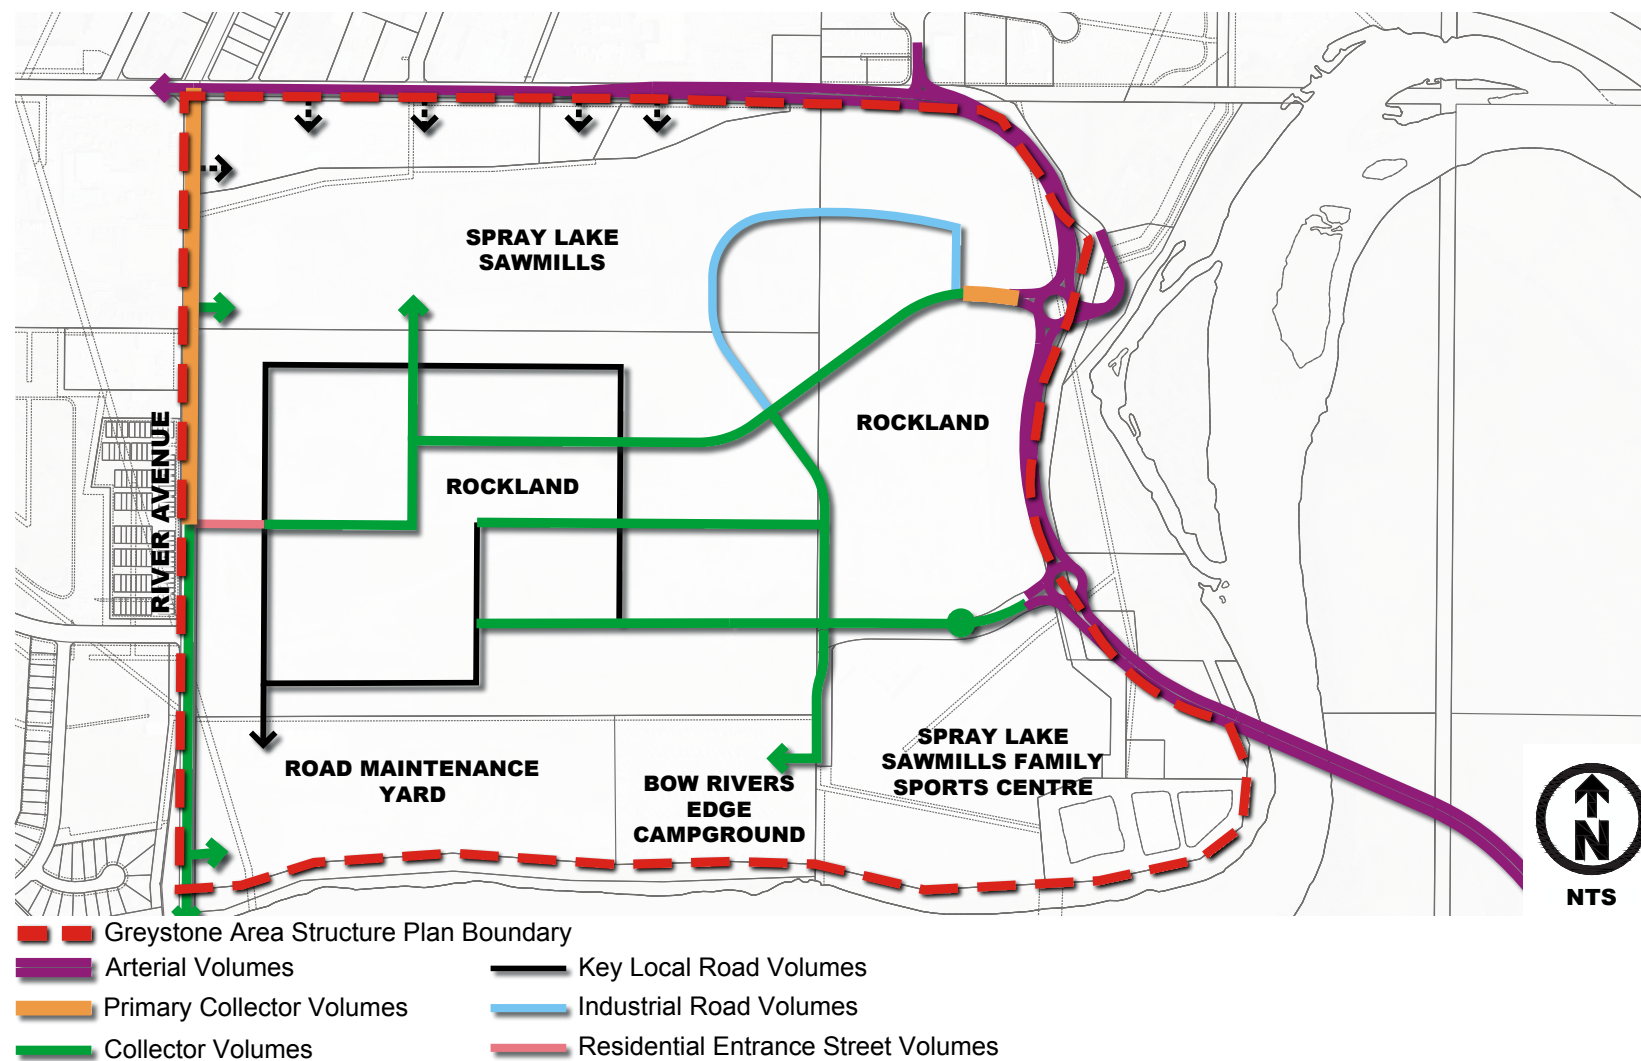 SPRAY LAKE
SAWMILLS
ROCKLAND
ROCKLAND
RIVER AVENUE
ROAD MAINTENANCE
YARD
BOW RIVERS
EDGE
CAMPGROUND
SPRAY LAKE
SAWMILLS FAMILY
SPORTS CENTRE
N
NTS
Greystone Area Structure Plan Boundary
Arterial Volumes
Key Local Road Volumes
Primary Collector Volumes
Industrial Road Volumes
Collector Volumes
Residential Entrance Street Volumes